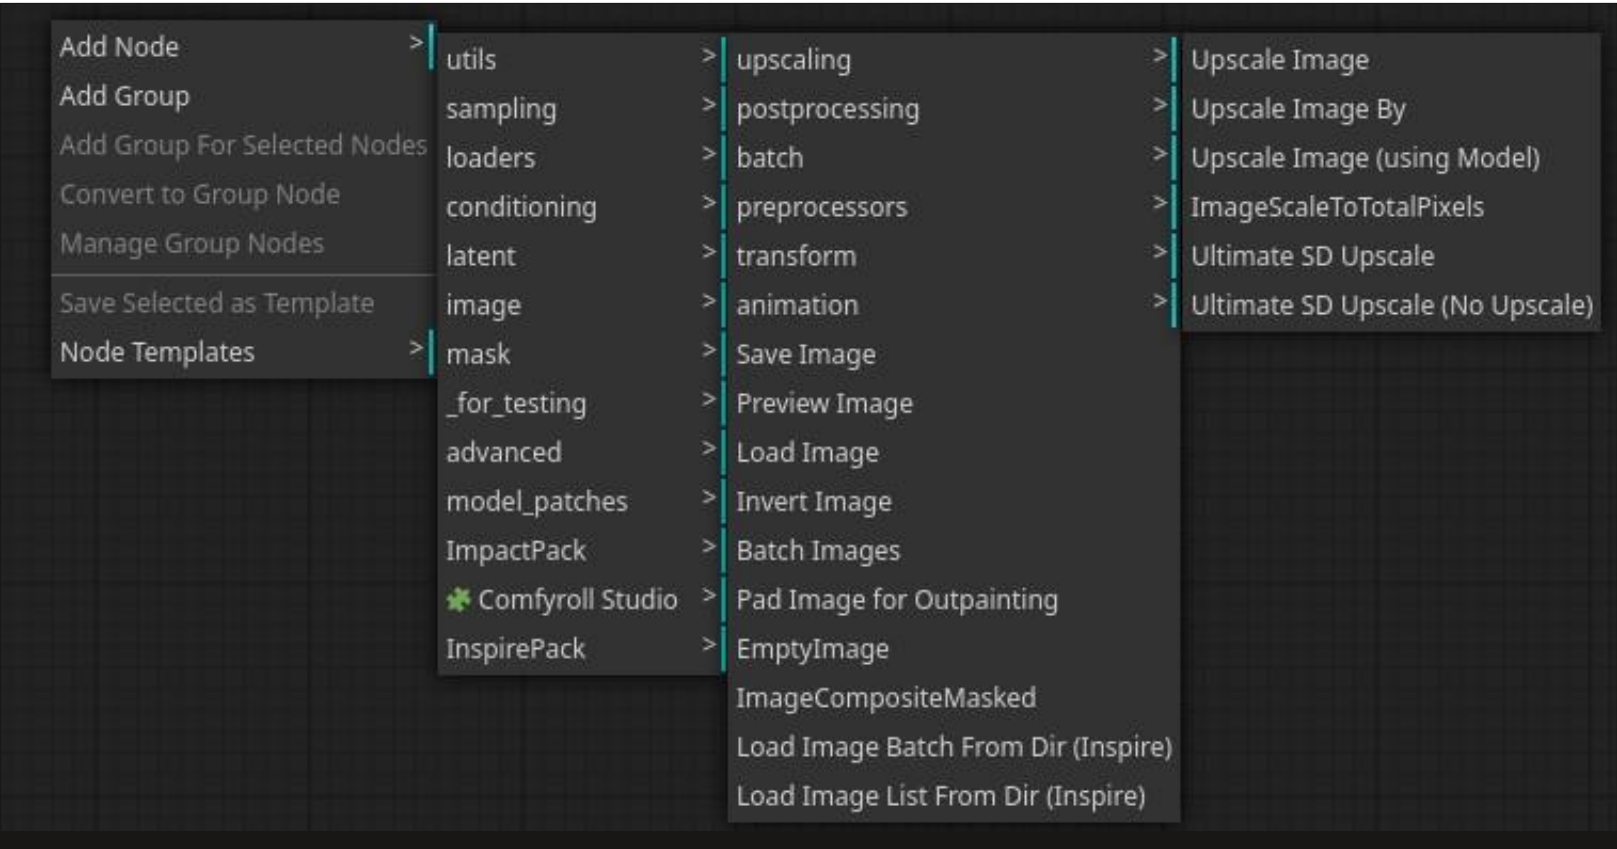 Add Node >
Add Group
Add Group For Selected Nodes
Convert to Group Node
Manage Group Nodes
Save Selected as Template
Node Templates >
utils >
sampling >
loaders >
conditioning >
latent >
image >
mask >
_for_testing >
advanced >
model_patches >
ImpactPack >
Comfyroll Studio >
InspirePack >
upscaling >
postprocessing >
batch >
preprocessors >
transform >
animation >
Save Image
Preview Image
Load Image
Invert Image
Batch Images
Pad Image for Outpainting
EmptyImage
ImageCompositeMasked
Load Image Batch From Dir (Inspire)
Load Image List From Dir (Inspire)
Upscale Image
Upscale Image By
Upscale Image (using Model)
ImageScaleToTotalPixels
Ultimate SD Upscale
Ultimate SD Upscale (No Upscale)